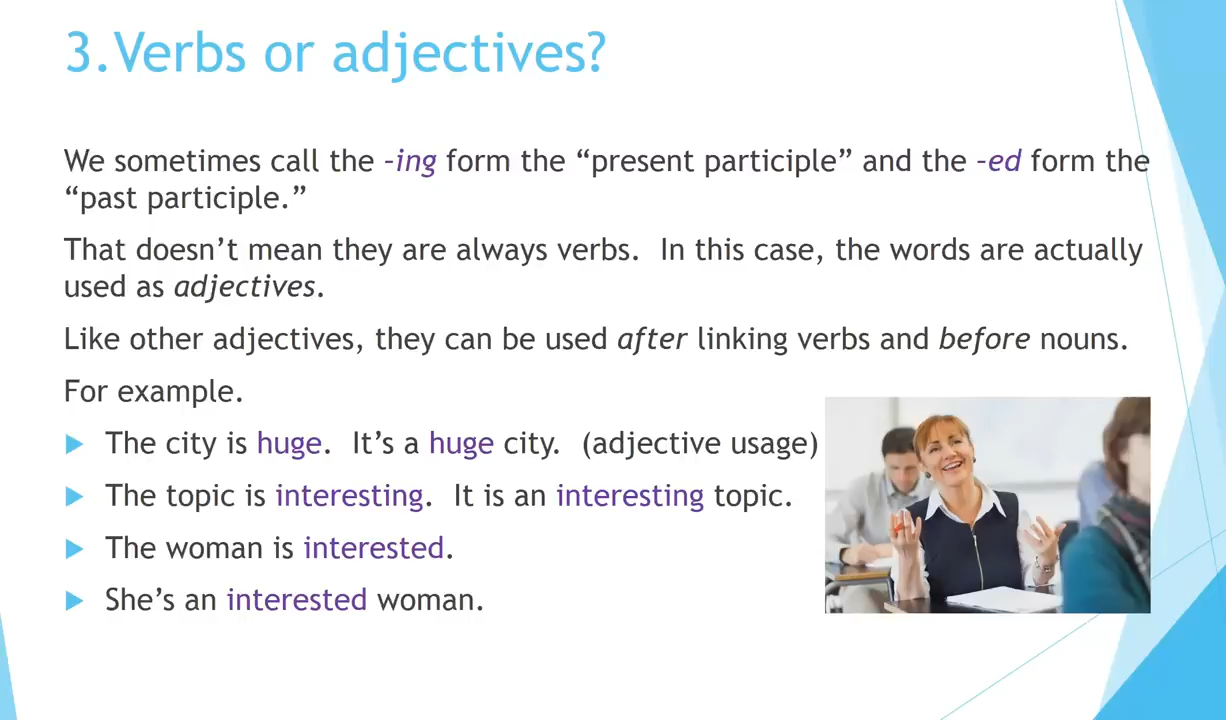 3.Verbs or adjectives?
We sometimes call the -ing form the “present participle” and the -ed form the
“past participle.”
That doesn’t mean they are always verbs.  In this case, the words are actually
used as adjectives.
Like other adjectives, they can be used after linking verbs and before nouns.
For example.
The city is huge.  It’s a huge city.  (adjective usage)
The topic is interesting.  It is an interesting topic.
The woman is interested.
She’s an interested woman.